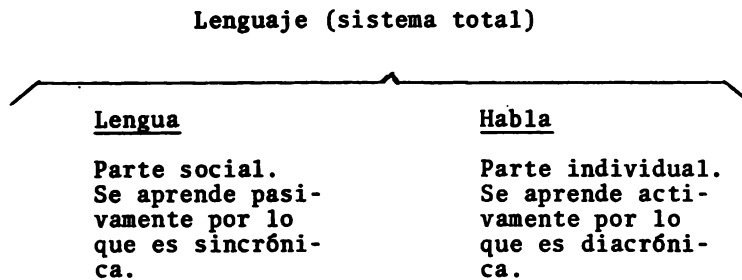 Lenguaje (sistema total)
Lengua
Parte social.
Se aprende pasi-
vamente por lo
que es sincróni-
ca.
Habla
Parte individual.
Se aprende acti-
vamente por lo
que es diacróni-
ca.